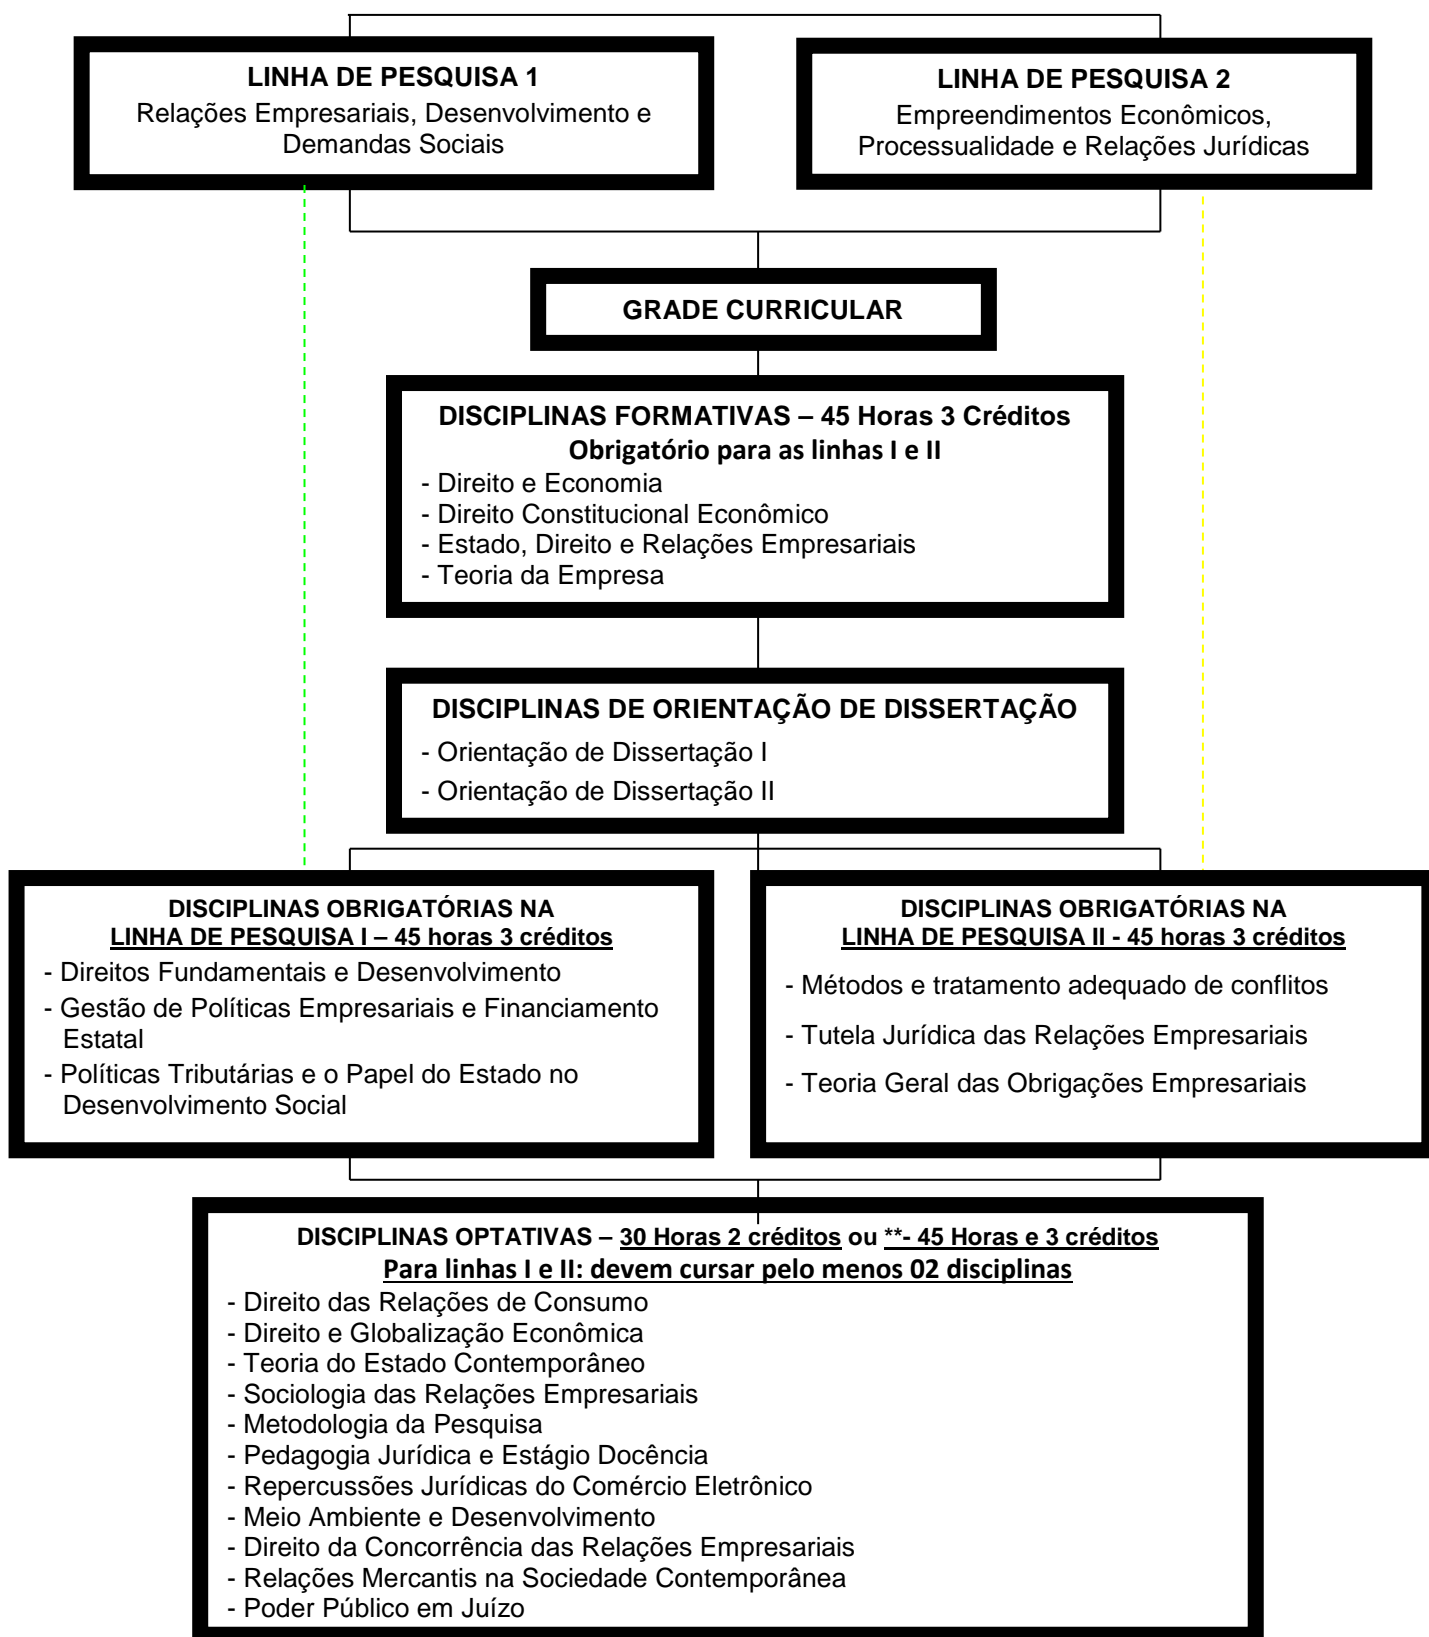 LINHA DE PESQUISA 1
Relações Empresariais, Desenvolvimento e
Demandas Sociais
LINHA DE PESQUISA 2
Empreendimentos Econômicos,
Processualidade e Relações Jurídicas
GRADE CURRICULAR
DISCIPLINAS FORMATIVAS – 45 Horas 3 Créditos
Obrigatório para as linhas I e II
- Direito e Economia
- Direito Constitucional Econômico
- Estado, Direito e Relações Empresariais
- Teoria da Empresa
DISCIPLINAS DE ORIENTAÇÃO DE DISSERTAÇÃO
- Orientação de Dissertação I
- Orientação de Dissertação II
DISCIPLINAS OBRIGATÓRIAS NA
LINHA DE PESQUISA I – 45 horas 3 créditos
- Direitos Fundamentais e Desenvolvimento
- Gestão de Políticas Empresariais e Financiamento
Estatal
- Políticas Tributárias e o Papel do Estado no
Desenvolvimento Social
DISCIPLINAS OBRIGATÓRIAS NA
LINHA DE PESQUISA II - 45 horas 3 créditos
- Métodos e tratamento adequado de conflitos
- Tutela Jurídica das Relações Empresariais
- Teoria Geral das Obrigações Empresariais
DISCIPLINAS OPTATIVAS – 30 Horas 2 créditos ou **- 45 Horas e 3 créditos
Para linhas I e II: devem cursar pelo menos 02 disciplinas
- Direito das Relações de Consumo
- Direito e Globalização Econômica
- Teoria do Estado Contemporâneo
- Sociologia das Relações Empresariais
- Metodologia da Pesquisa
- Pedagogia Jurídica e Estágio Docência
- Repercussões Jurídicas do Comércio Eletrônico
- Meio Ambiente e Desenvolvimento
- Direito da Concorrência das Relações Empresariais
- Relações Mercantis na Sociedade Contemporânea
- Poder Público em Juízo